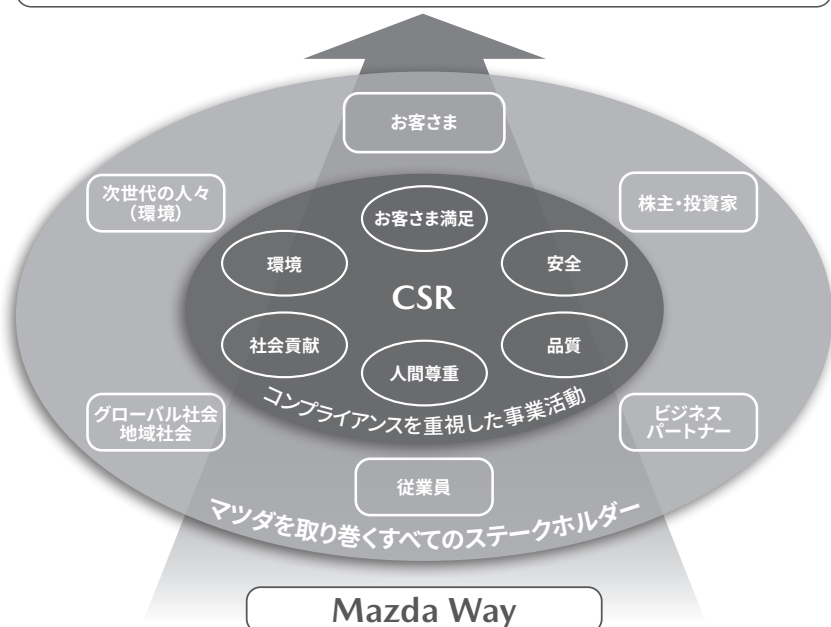 お客さま
次世代の人々
（環境）
株主・投資家
お客さま満足
環境
安全
CSR
社会貢献
品質
人間尊重
コンプライアンスを重視した事業活動
グローバル社会
地域社会
ビジネス
パートナー
従業員
マツダを取り巻くすべてのステークホルダー
Mazda Way